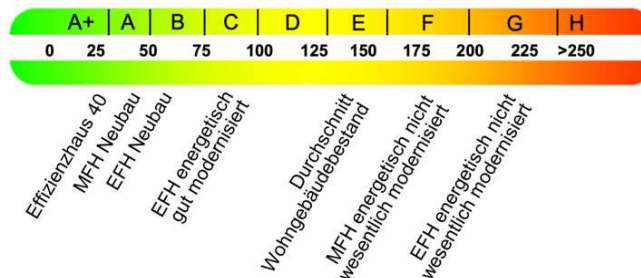 A+ A B C D E F G H
0 25 50 75 100 125 150 175 200 225 >250
Effizienzhaus 40
MFH Neubau
EFH Neubau
EFH energetisch
gut modernisiert
Durchschnitt
Wohngebäudebestand
MFH energetisch nicht
wesentlich modernisiert
EFH energetisch nicht
wesentlich modernisiert